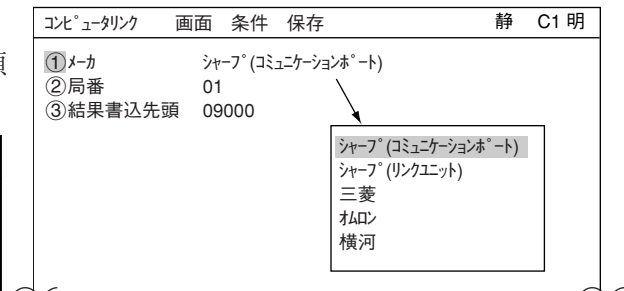 コンピュータリンク 画面 条件 保存 静 C1 明
①メーカ シャープ(コミュニケーションポート)
②局番 01
③結果書込先頭 09000
シャープ(コミュニケーションポート)
シャープ(リンクユニット)
三菱
オムロン
横河